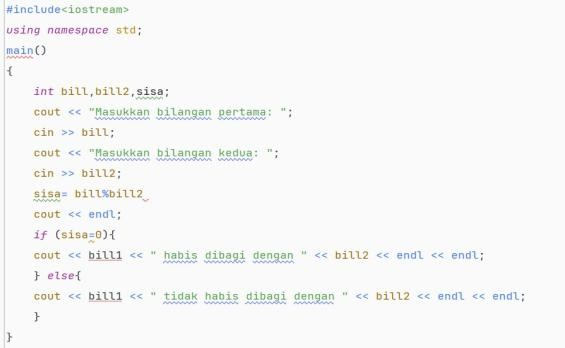 #include<iostream>
using namespace std;
main()
{
    int bill,bill2,sisa;
    cout << "Masukkan bilangan pertama: ";
    cin >> bill;
    cout << "Masukkan bilangan kedua: ";
    cin >> bill2;
    sisa= bill%bill2
    cout << endl;
    if (sisa=0){
    cout << bill1 << " habis dibagi dengan " << bill2 << endl << endl;
    } else{
    cout << bill1 << " tidak habis dibagi dengan " << bill2 << endl << endl;
    }
}